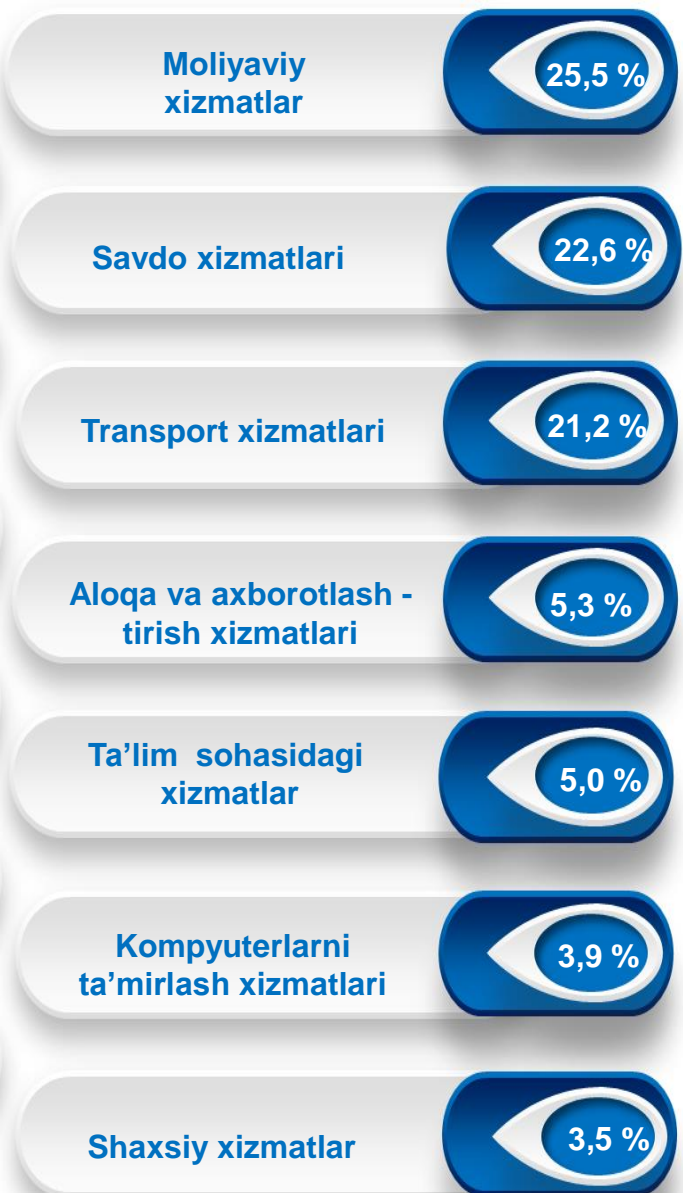 Moliyaviy
xizmatlar
25,5 %
Savdo xizmatlari
22,6 %
Transport xizmatlari
21,2 %
Aloqa va axborotlash -
tirish xizmatlari
5,3 %
Ta’lim sohasidagi
xizmatlar
5,0 %
Kompyuterlarni
ta’mirlash xizmatlari
3,9 %
Shaxsiy xizmatlar
3,5 %